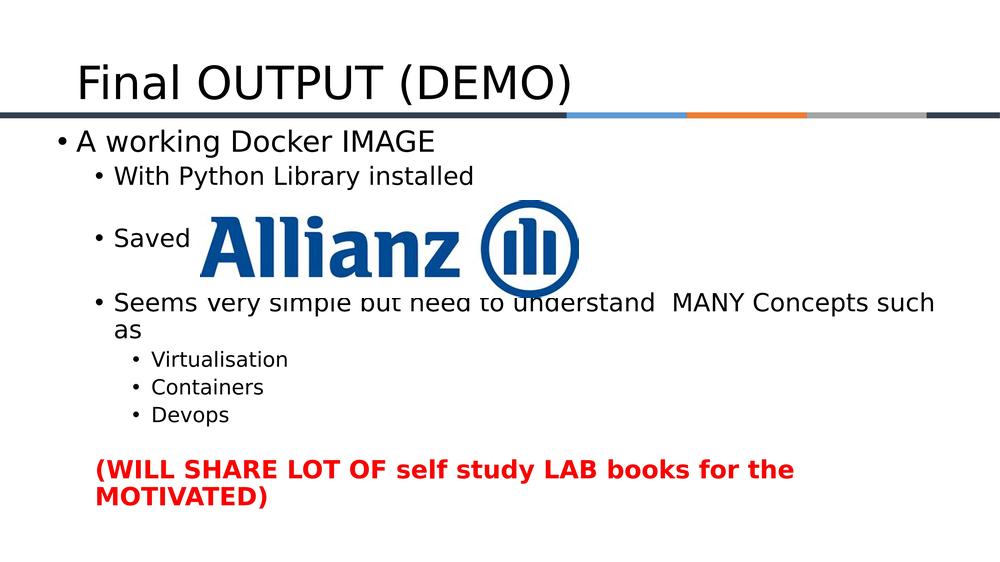 Final OUTPUT (DEMO)
• A working Docker IMAGE
• With Python Library installed
• Saved
Allianz
• Seems very simple but need to understand  MANY Concepts such
as
• Virtualisation
• Containers
• Devops
(WILL SHARE LOT OF self study LAB books for the
MOTIVATED)